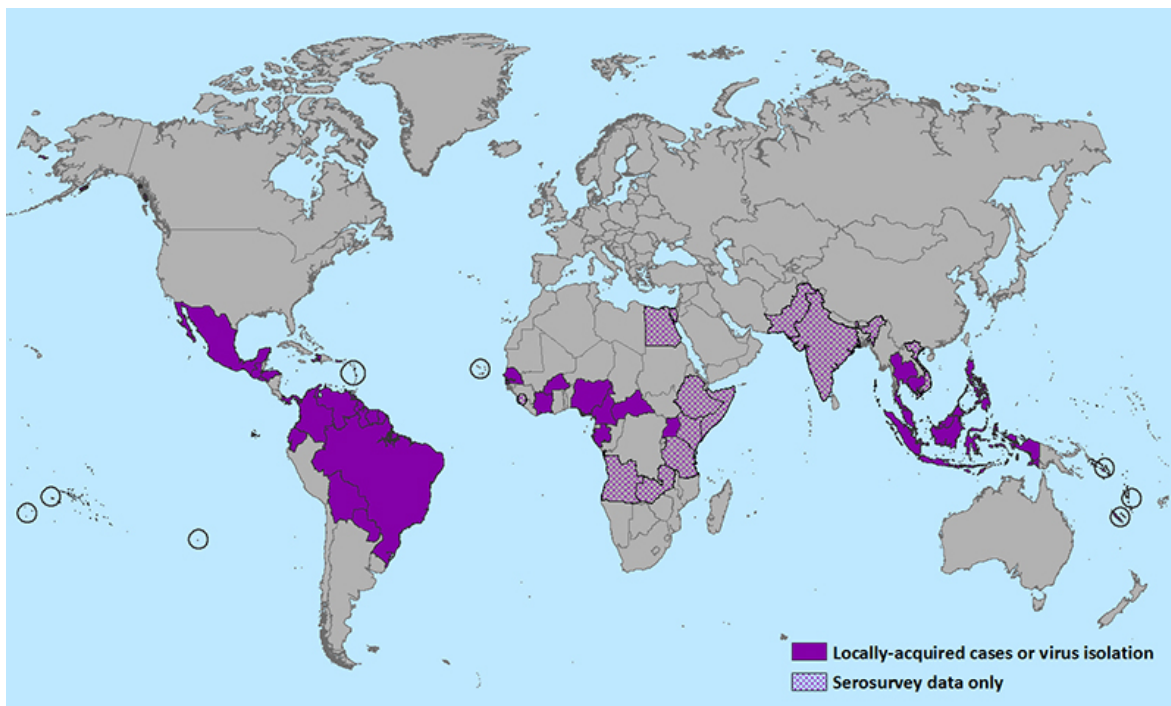 Locally-acquired cases or virus isolation
Serosurvey data only